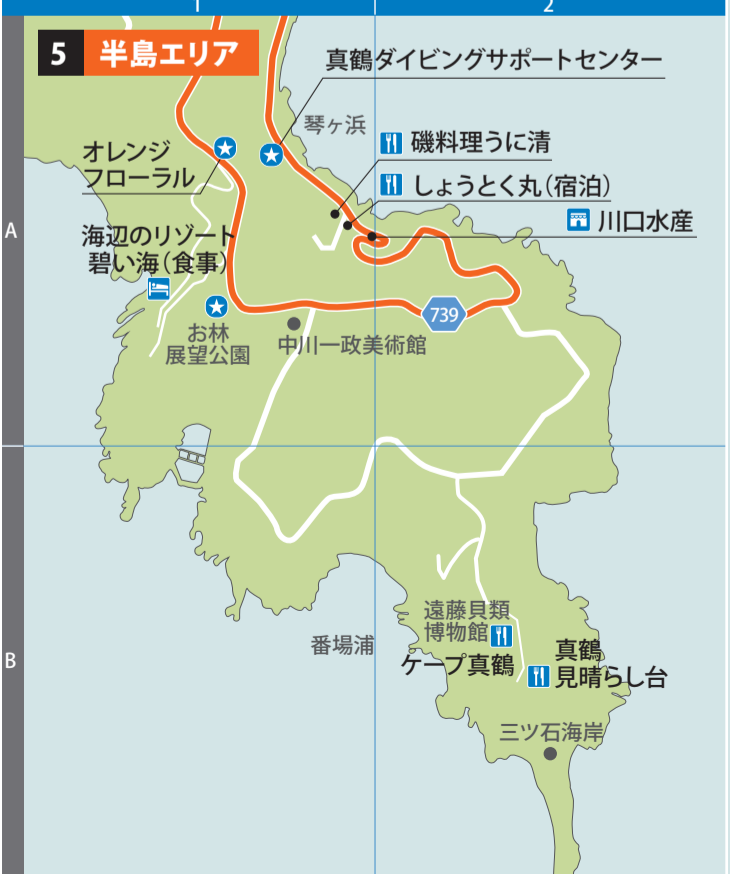 1
2
5 半島エリア
真鶴ダイビングサポートセンター
琴ヶ浜
磯料理うに清
オレンジ
フローラル
しょうとく丸(宿泊)
A
川口水産
海辺のリゾート
碧い海(食事)
739
お林
展望公園
中川一政美術館
遠藤貝類
博物館
番場浦
B
ケープ真鶴
真鶴
見晴らし台
三ツ石海岸